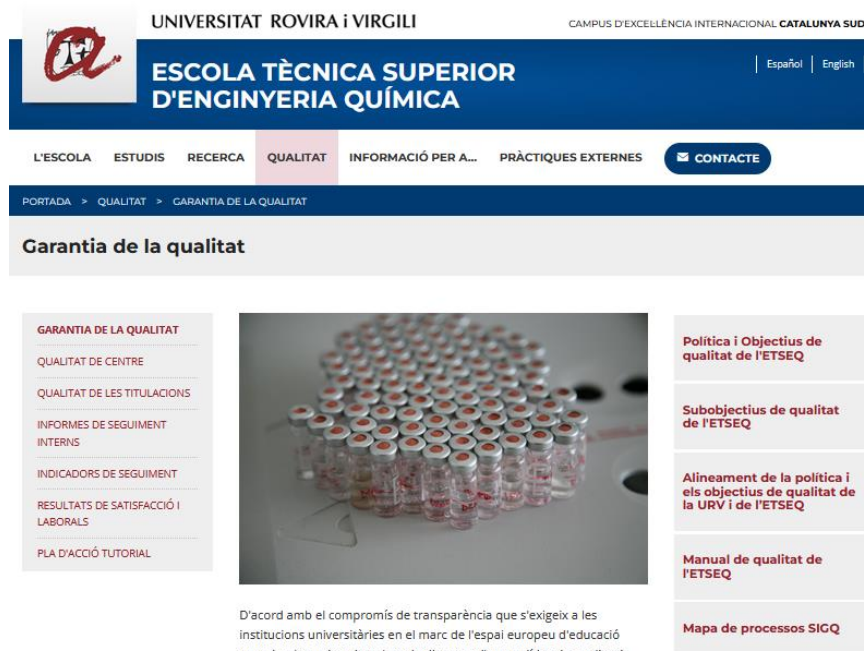 UNIVERSITAT ROVIRA i VIRGILI
CAMPUS D'EXCEL·LÈNCIA INTERNACIONAL CATALUNYA SUD
ESCOLA TÈCNICA SUPERIOR
D'ENGINYERIA QUÍMICA
Español
English
L'ESCOLA
ESTUDIS
RECERCA
QUALITAT
INFORMACIÓ PER A...
PRÀCTIQUES EXTERNES
CONTACTE
PORTADA > QUALITAT > GARANTIA DE LA QUALITAT
Garantia de la qualitat
GARANTIA DE LA QUALITAT
QUALITAT DE CENTRE
QUALITAT DE LES TITULACIONS
INFORMES DE SEGUIMENT
INTERNS
INDICADORS DE SEGUIMENT
RESULTATS DE SATISFACCIÓ I
LABORALS
PLA D'ACCIÓ TUTORIAL
D'acord amb el compromís de transparència que s'exigeix a les
institucions universitàries en el marc de l'espai europeu d'educació
Política i Objectius de
qualitat de l'ETSEQ
Subobjectius de qualitat
de l'ETSEQ
Alineament de la política i
els objectius de qualitat de
la URV i de l'ETSEQ
Manual de qualitat de
l'ETSEQ
Mapa de processos SIGQ